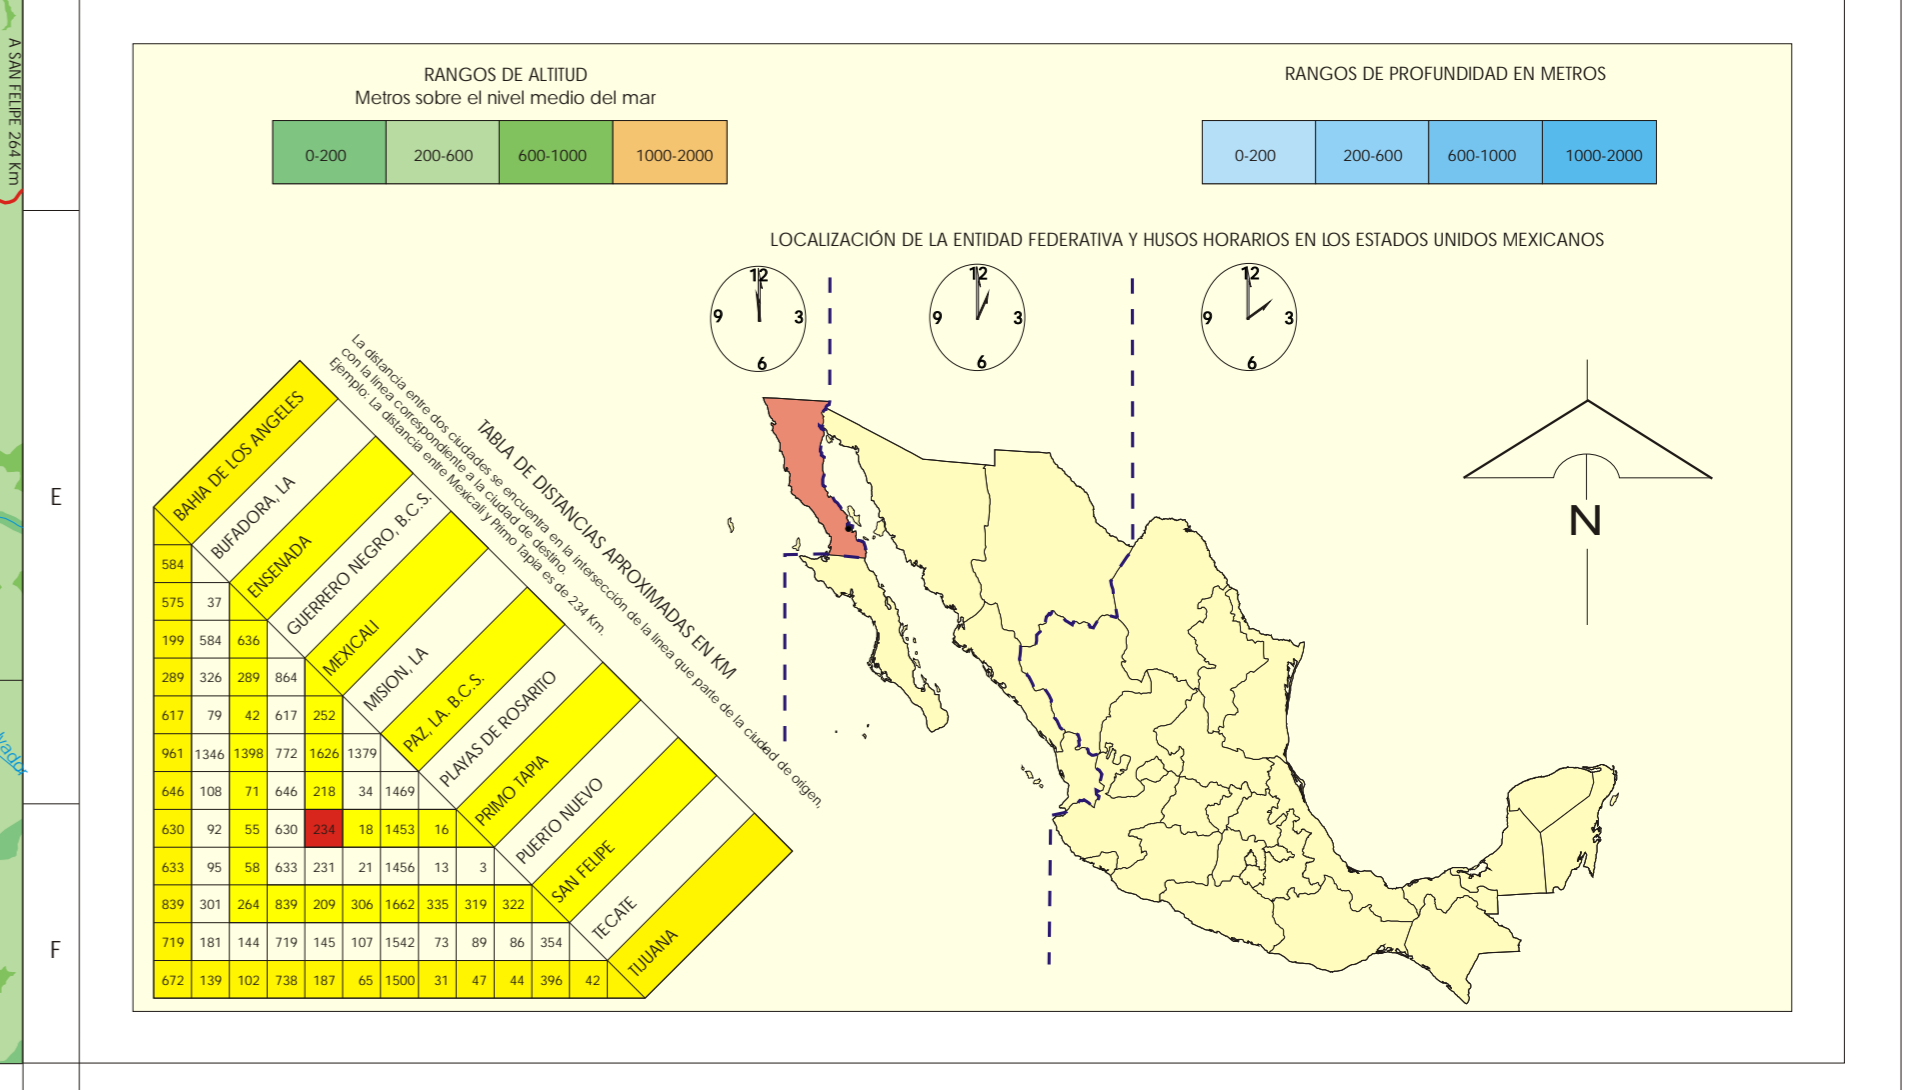 A SAN FELIPE 264 Km
RANGOS DE ALTITUD
Metros sobre el nivel medio del mar
0-200 200-600 600-1000 1000-2000
RANGOS DE PROFUNDIDAD EN METROS
0-200 200-600 600-1000 1000-2000
LOCALIZACIÓN DE LA ENTIDAD FEDERATIVA Y HUSOS HORARIOS EN LOS ESTADOS UNIDOS MEXICANOS
12
9 3
6
12
9 3
6
12
9 3
6
N
E
F
TABLA DE DISTANCIAS APROXIMADAS EN KM
La distancia entre dos ciudades se encuentra en la intersección de la línea que parte de la ciudad de origen,
con la línea correspondiente a la ciudad de destino.
Ejemplo: La distancia entre Mexicali y Primo Tapia es de 234 Km.
BAHIA DE LOS ANGELES
BUFADORA, LA
ENSENADA
GUERRERO NEGRO, B.C.S.
MEXICALI
MISION, LA
PAZ, LA. B.C.S.
PLAYAS DE ROSARITO
PRIMO TAPIA
PUERTO NUEVO
SAN FELIPE
TECATE
TIJUANA
584
575 37
199 584 636
289 326 289 864
617 79 42 617 252
961 1346 1398 772 1626 1379
646 108 71 646 218 34 1469
630 92 55 630 234 18 1453 16
633 95 58 633 231 21 1456 13 3
839 301 264 839 209 306 1662 335 319 322
719 181 144 719 145 107 1542 73 89 86 354
672 139 102 738 187 65 1500 31 47 44 396 42